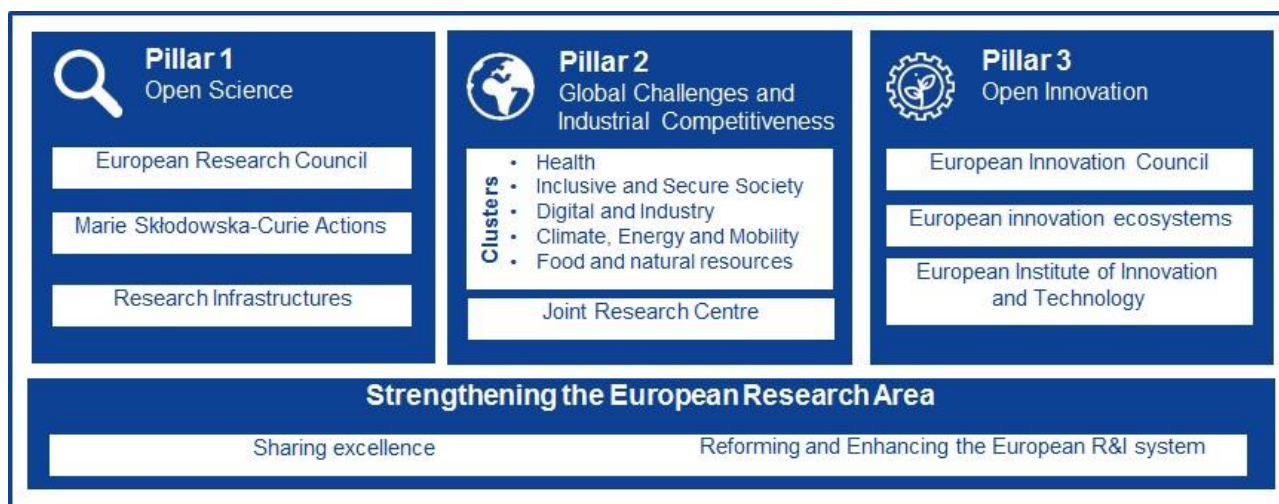 Pillar 1
Open Science
European Research Council
Marie Skłodowska-Curie Actions
Research Infrastructures
Pillar 2
Global Challenges and
Industrial Competitiveness
Clusters
• Health
• Inclusive and Secure Society
• Digital and Industry
• Climate, Energy and Mobility
• Food and natural resources
Joint Research Centre
Pillar 3
Open Innovation
European Innovation Council
European innovation ecosystems
European Institute of Innovation
and Technology
Strengthening the European Research Area
Sharing excellence
Reforming and Enhancing the European R&I system